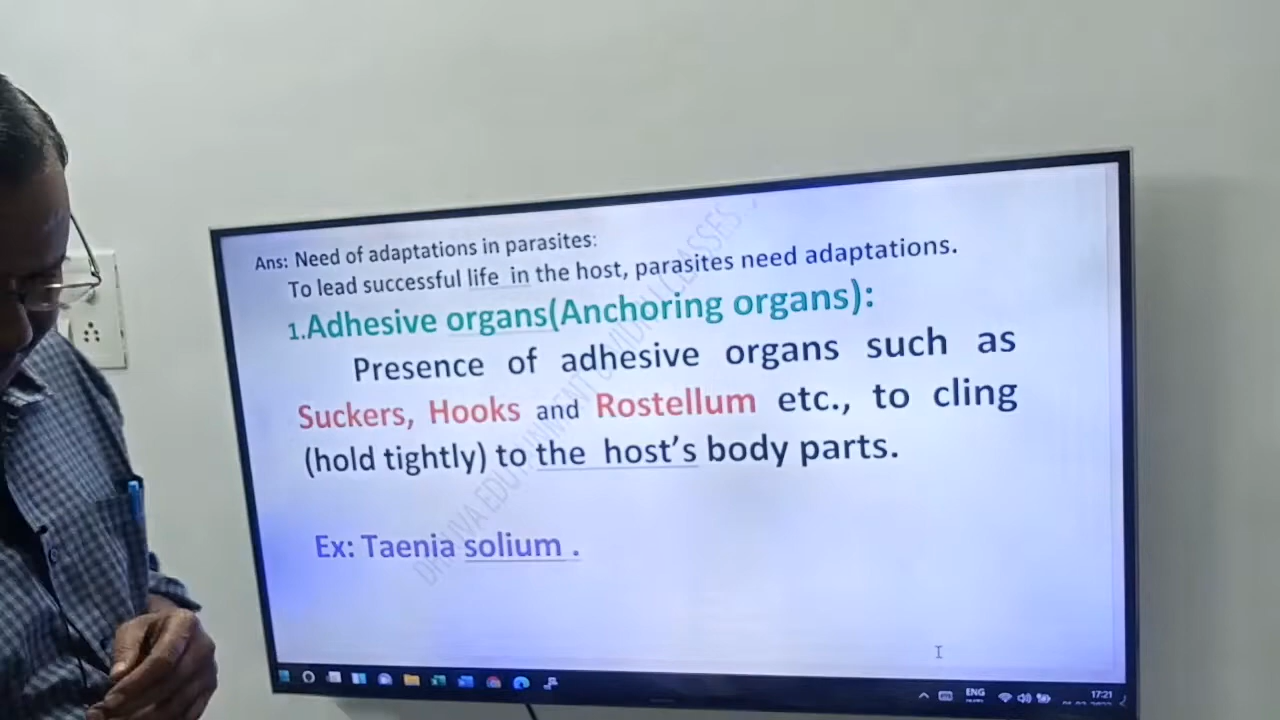 Ans: Need of adaptations in parasites:
To lead successful life in the host, parasites need adaptations.
1.Adhesive organs(Anchoring organs):
Presence of adhesive organs such as
Suckers, Hooks and Rostellum etc., to cling
(hold tightly) to the host’s body parts.
Ex: Taenia solium .
ENG
17:21